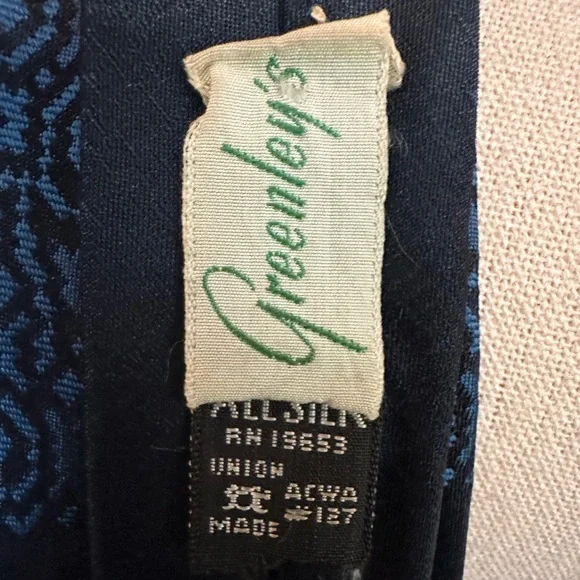 Greenley's
ALL SILK
RN 19653
UNION
ACWA
MADE #127